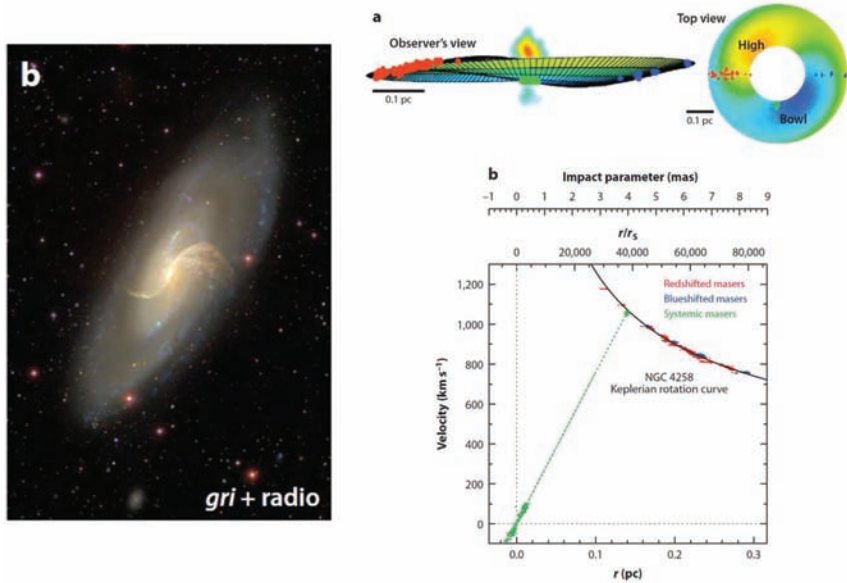 b
gri + radio
a
Observer's view
0.1 pc
Top view
High
Bowl
0.1 pc
b
Impact parameter (mas)
–1 0 1 2 3 4 5 6 7 8 9
r/rs
0 20,000 40,000 60,000 80,000
1,200
1,000
800
600
400
200
0
Velocity (km s⁻¹)
Redshifted masers
Blueshifted masers
Systemic masers
NGC 4258
Keplerian rotation curve
0.0 0.1 0.2 0.3
r (pc)